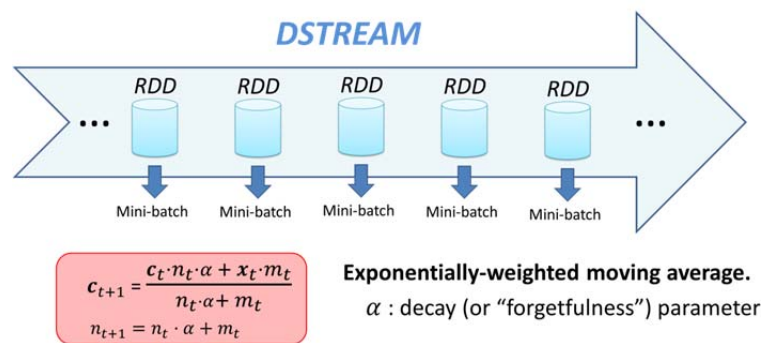 DSTREAM
RDD RDD RDD RDD RDD
... ...
Mini-batch Mini-batch Mini-batch Mini-batch Mini-batch
c_{t+1} = \frac{c_t·n_t·α + x_t·m_t}{n_t·α + m_t}
n_{t+1} = n_t · α + m_t
Exponentially-weighted moving average.
α : decay (or “forgetfulness”) parameter